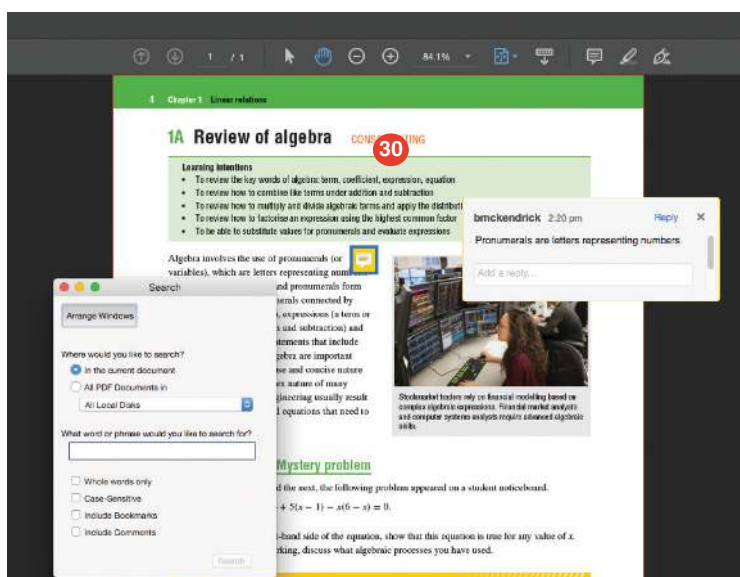 1 / 1
84.1%
4 Chapter 1 Linear relations
1A Review of algebra
CONS
TING
30
Learning intentions
• To review the key words of algebra: term, coefficient, expression, equation
• To review how to combine like terms under addition and subtraction
• To review how to multiply and divide algebraic terms and apply the
• To review how to factorise an expression using the highest common factor
• To be able to substitute values for pronumerals and evaluate expressions
bmckendrick 2:20 pm Reply
Pronumerals are letters representing numbers
Add a reply...
Algebra involves the use of pronumerals (or
variables), which are letters representing
and pronumerals form
connected by
, expressions (a term or
and subtraction) and
that include
are important
and concise nature
nature of many
usually result
equations that need to
Stockmarket traders rely on financial modelling based on
complex algebraic expressions. Financial market analysts
and computer systems analysts require advanced algebraic
skills.
Search
Arrange Windows
Where would you like to search?
In the current document
All PDF Documents in
All Local Disks
What word or phrase would you like to search for?
Whole words only
Case-Sensitive
Include Bookmarks
Include Comments
Search
Mystery problem
the next, the following problem appeared on a student noticeboard.
+ 5(x − 1) − x(6 − x) = 0.
side of the equation, show that this equation is true for any value of x.
discuss what algebraic processes you have used.